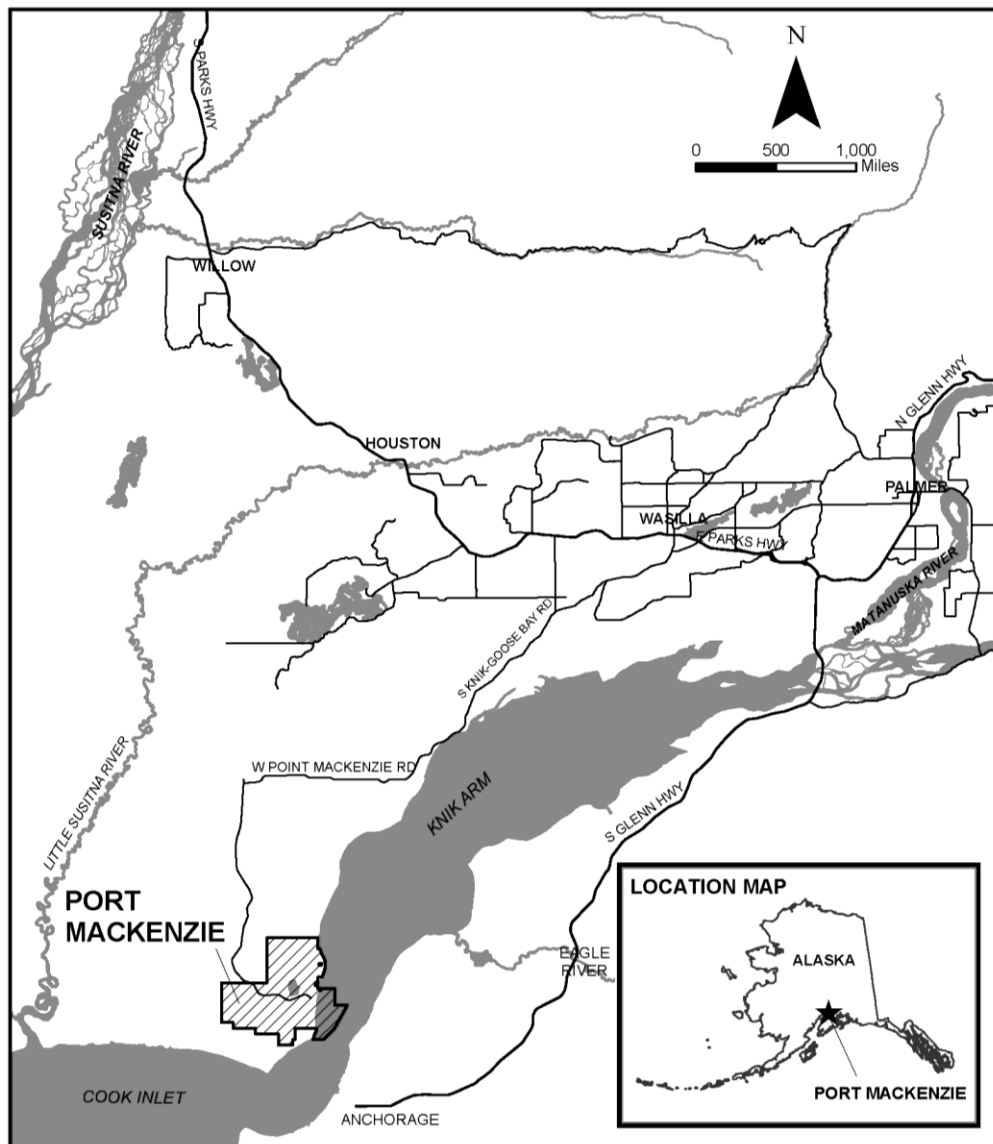 S PARKS HWY
N
0 500 1,000
Miles
SUSITNA RIVER
WILLOW
N GLENN HWY
HOUSTON
PALMER
WASILLA
E PARKS HWY
MATANUSKA RIVER
S KNIK-GOOSE BAY RD
W POINT MACKENZIE RD
KNIK ARM
LITTLE SUSITNA RIVER
S GLENN HWY
PORT
MACKENZIE
EAGLE
RIVER
COOK INLET
ANCHORAGE
LOCATION MAP
ALASKA
PORT MACKENZIE